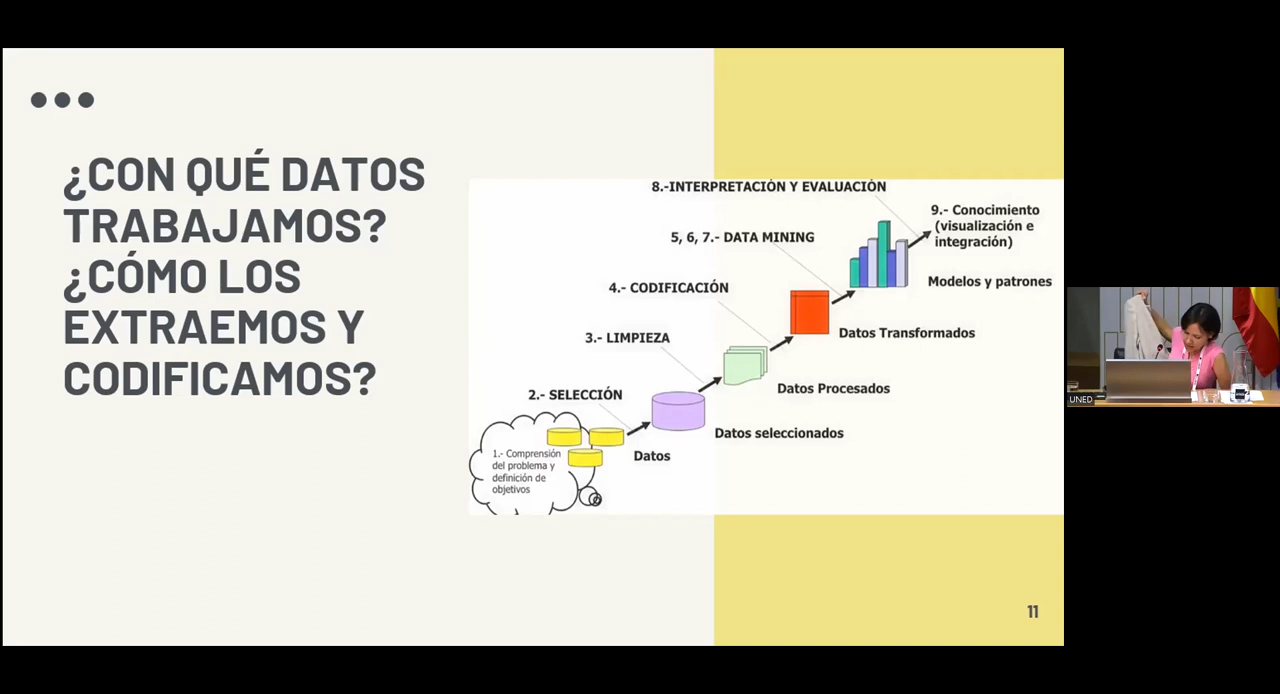 ¿CON QUÉ DATOS
TRABAJAMOS?
¿CÓMO LOS
EXTRAEMOS Y
CODIFICAMOS?
8.-INTERPRETACIÓN Y EVALUACIÓN
9.- Conocimiento
(visualización e
integración)
5, 6, 7.- DATA MINING
Modelos y patrones
4.- CODIFICACIÓN
Datos Transformados
3.- LIMPIEZA
Datos Procesados
2.- SELECCIÓN
Datos seleccionados
1.- Comprensión
del problema y
definición de
objetivos
Datos
11
UNED